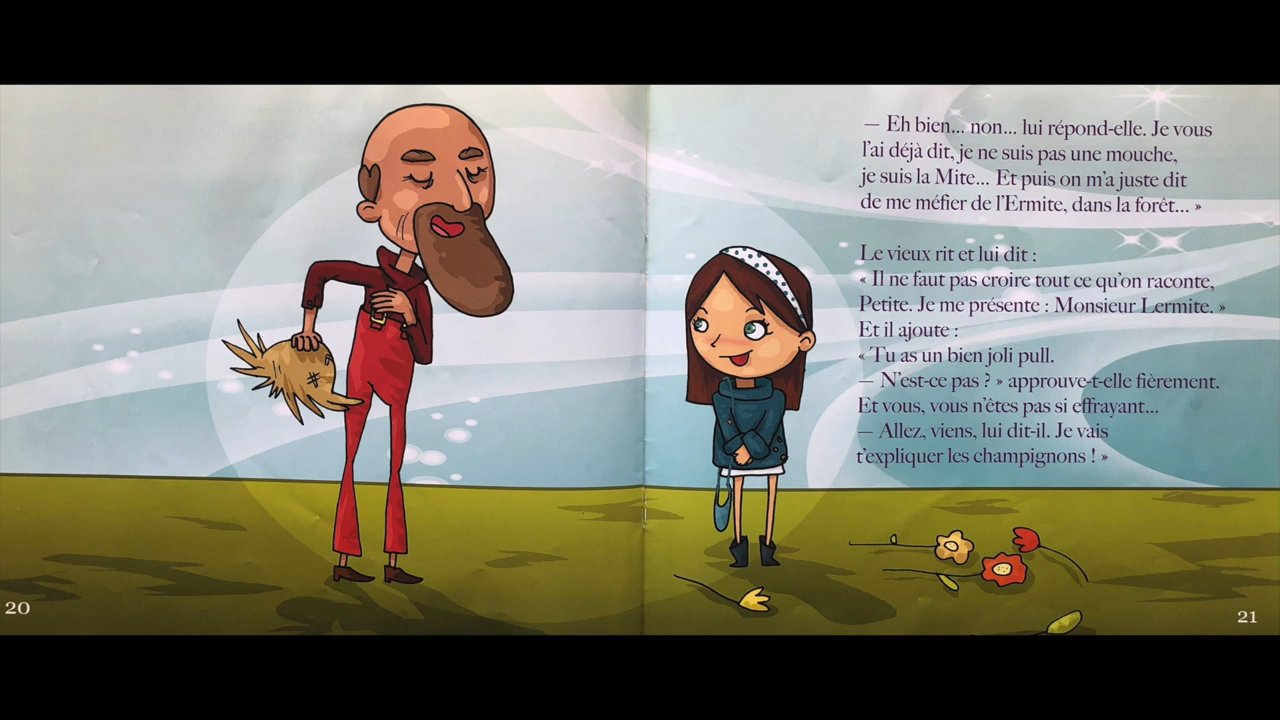 — Eh bien... non... lui répond-elle. Je vous
l'ai déjà dit, je ne suis pas une mouche,
je suis la Mite... Et puis on m'a juste dit
de me méfier de l'Ermite, dans la forêt... »
Le vieux rit et lui dit :
« Il ne faut pas croire tout ce qu'on raconte,
Petite. Je me présente : Monsieur Lermite. »
Et il ajoute :
« Tu as un bien joli pull.
— N'est-ce pas ? » approuve-t-elle fièrement.
Et vous, vous n'êtes pas si effrayant...
— Allez, viens, lui dit-il. Je vais
t'expliquer les champignons ! »
20
21